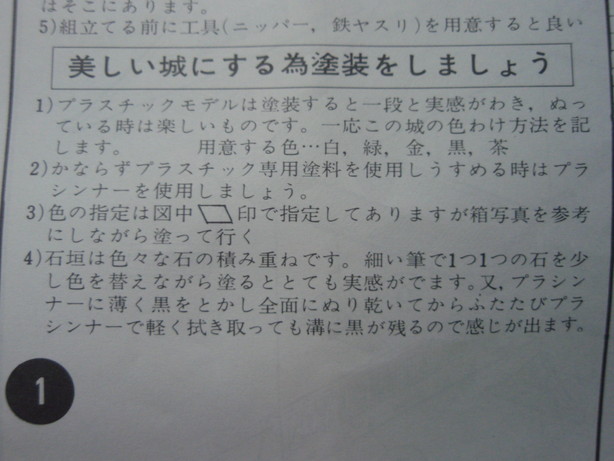 はそこにあります。
5)組立てる前に工具(ニッパー，鉄ヤスリ)を用意すると良い
美しい城にする為塗装をしましょう
1)プラスチックモデルは塗装すると一段と実感がわき，ぬっ
ている時は楽しいものです。一応この城の色わけ方法を記
します。　用意する色…白，緑，金，黒，茶
2)かならずプラスチック専用塗料を使用しうすめる時はプラ
シンナーを使用しましょう。
3)色の指定は図中▱印で指定してありますが箱写真を参考
にしながら塗って行く
4)石垣は色々な石の積み重ねです。細い筆で1つ1つの石を少
し色を替えながら塗るととても実感がでます。又，プラシン
ナーに薄く黒をとかし全面にぬり乾いてからふたたびプラ
シンナーで軽く拭き取っても溝に黒が残るので感じが出ます。
1